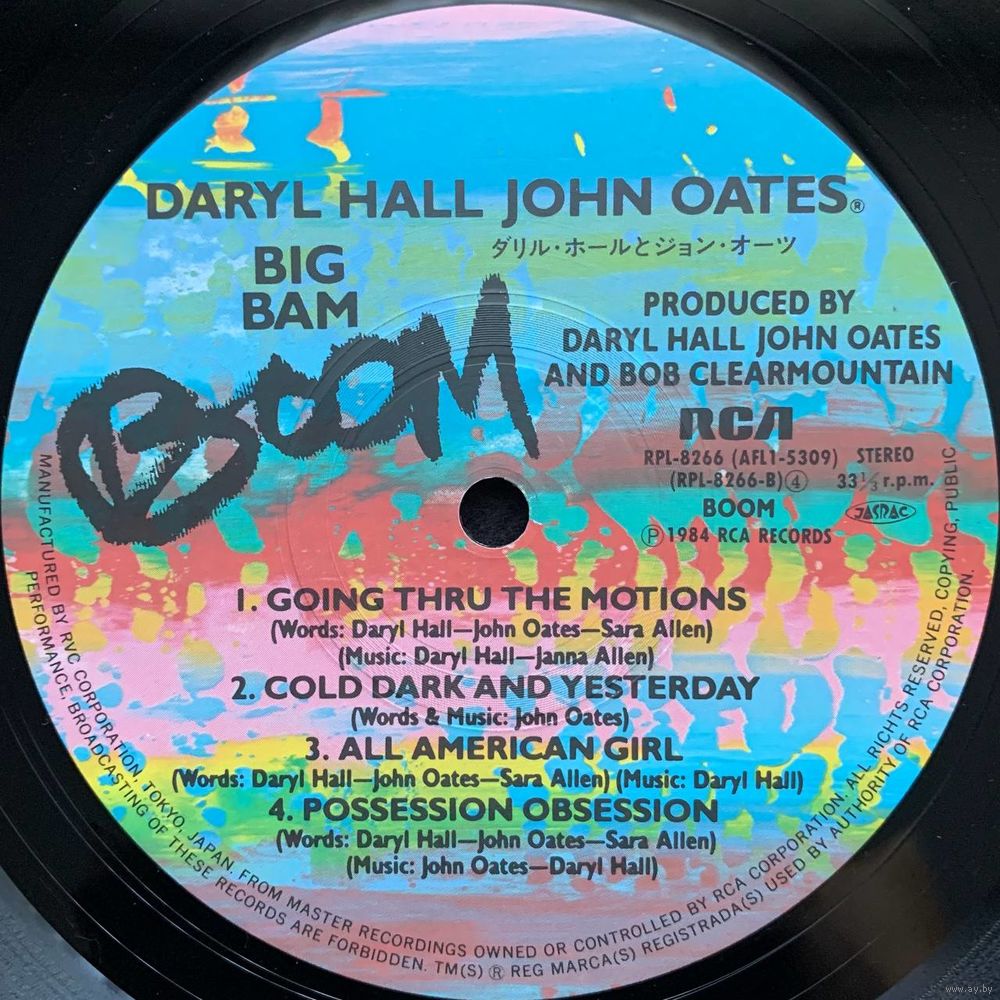 DARYL HALL JOHN OATES®
ダリル・ホールとジョン・オーツ
BIG
BAM
BOOM
PRODUCED BY
DARYL HALL JOHN OATES
AND BOB CLEARMOUNTAIN
RCA
RPL-8266 (AFL1-5309) STEREO
(RPL-8266-B)④ 33⅓ r.p.m.
BOOM JASRAC
Ⓟ1984 RCA RECORDS
1. GOING THRU THE MOTIONS
(Words: Daryl Hall—John Oates—Sara Allen)
(Music: Daryl Hall—Janna Allen)
2. COLD DARK AND YESTERDAY
(Words & Music: John Oates)
3. ALL AMERICAN GIRL
(Words: Daryl Hall—John Oates—Sara Allen) (Music: Daryl Hall)
4. POSSESSION OBSESSION
(Words: Daryl Hall—John Oates—Sara Allen)
(Music: John Oates—Daryl Hall)
MANUFACTURED BY RVC CORPORATION, TOKYO, JAPAN. FROM MASTER RECORDINGS OWNED OR CONTROLLED BY RCA CORPORATION. ALL RIGHTS RESERVED, COPYING, PUBLIC
PERFORMANCE, BROADCASTING OF THESE RECORDS ARE FORBIDDEN. TM(S) ® REG MARCA(S) REGISTRADA(S) USED BY AUTHORITY OF RCA CORPORATION.
www.ay.by